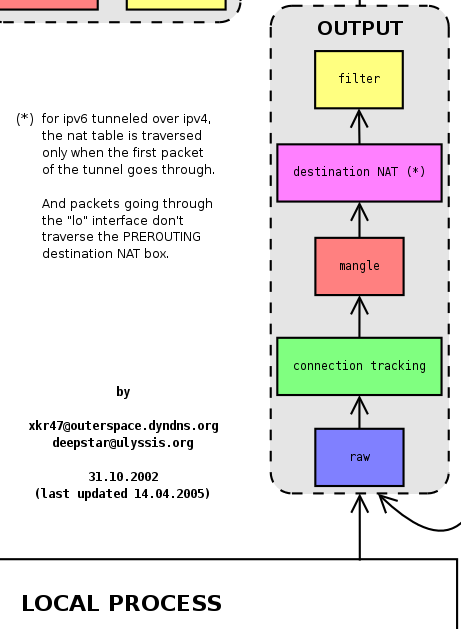 OUTPUT
filter
destination NAT (*)
mangle
connection tracking
raw
(*) for ipv6 tunneled over ipv4,
the nat table is traversed
only when the first packet
of the tunnel goes through.
And packets going through
the "lo" interface don't
traverse the PREROUTING
destination NAT box.
by
xkr47@outerspace.dyndns.org
deepstar@ulyssis.org
31.10.2002
(last updated 14.04.2005)
LOCAL PROCESS